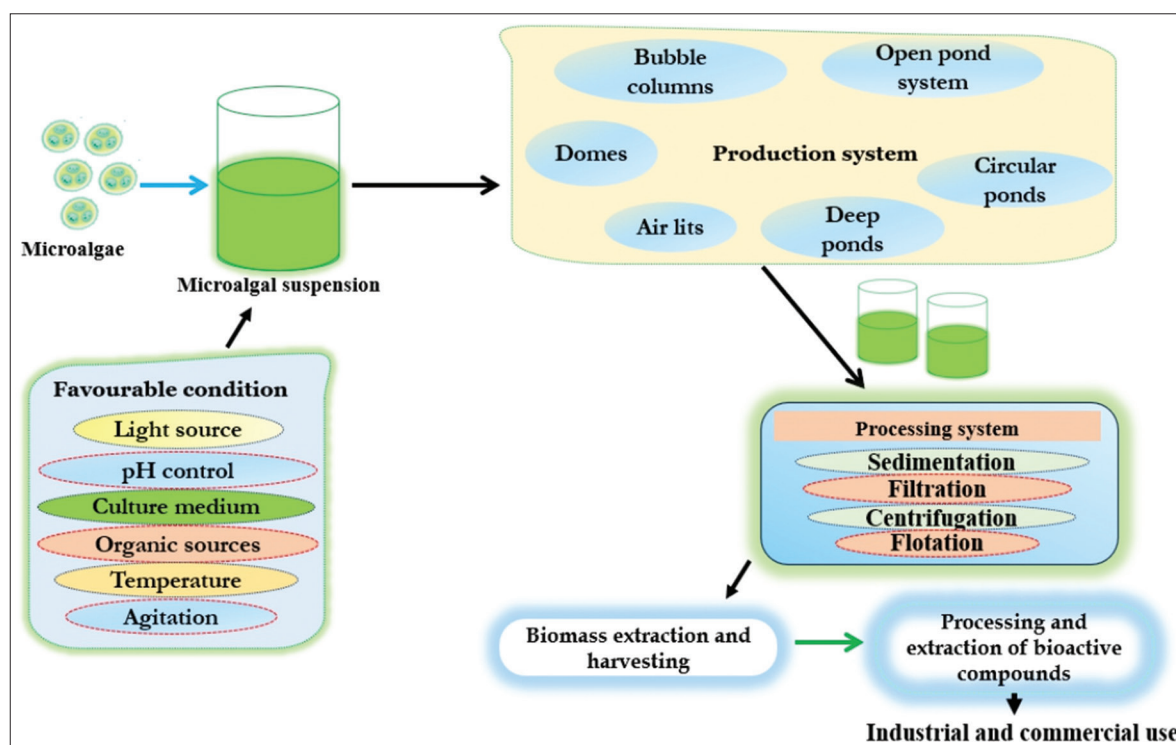 Microalgae
Microalgal suspension
Bubble
columns
Open pond
system
Domes
Production system
Circular
ponds
Air lits
Deep
ponds
Favourable condition
Light source
pH control
Culture medium
Organic sources
Temperature
Agitation
Processing system
Sedimentation
Filtration
Centrifugation
Flotation
Biomass extraction and
harvesting
Processing and
extraction of bioactive
compounds
Industrial and commercial use